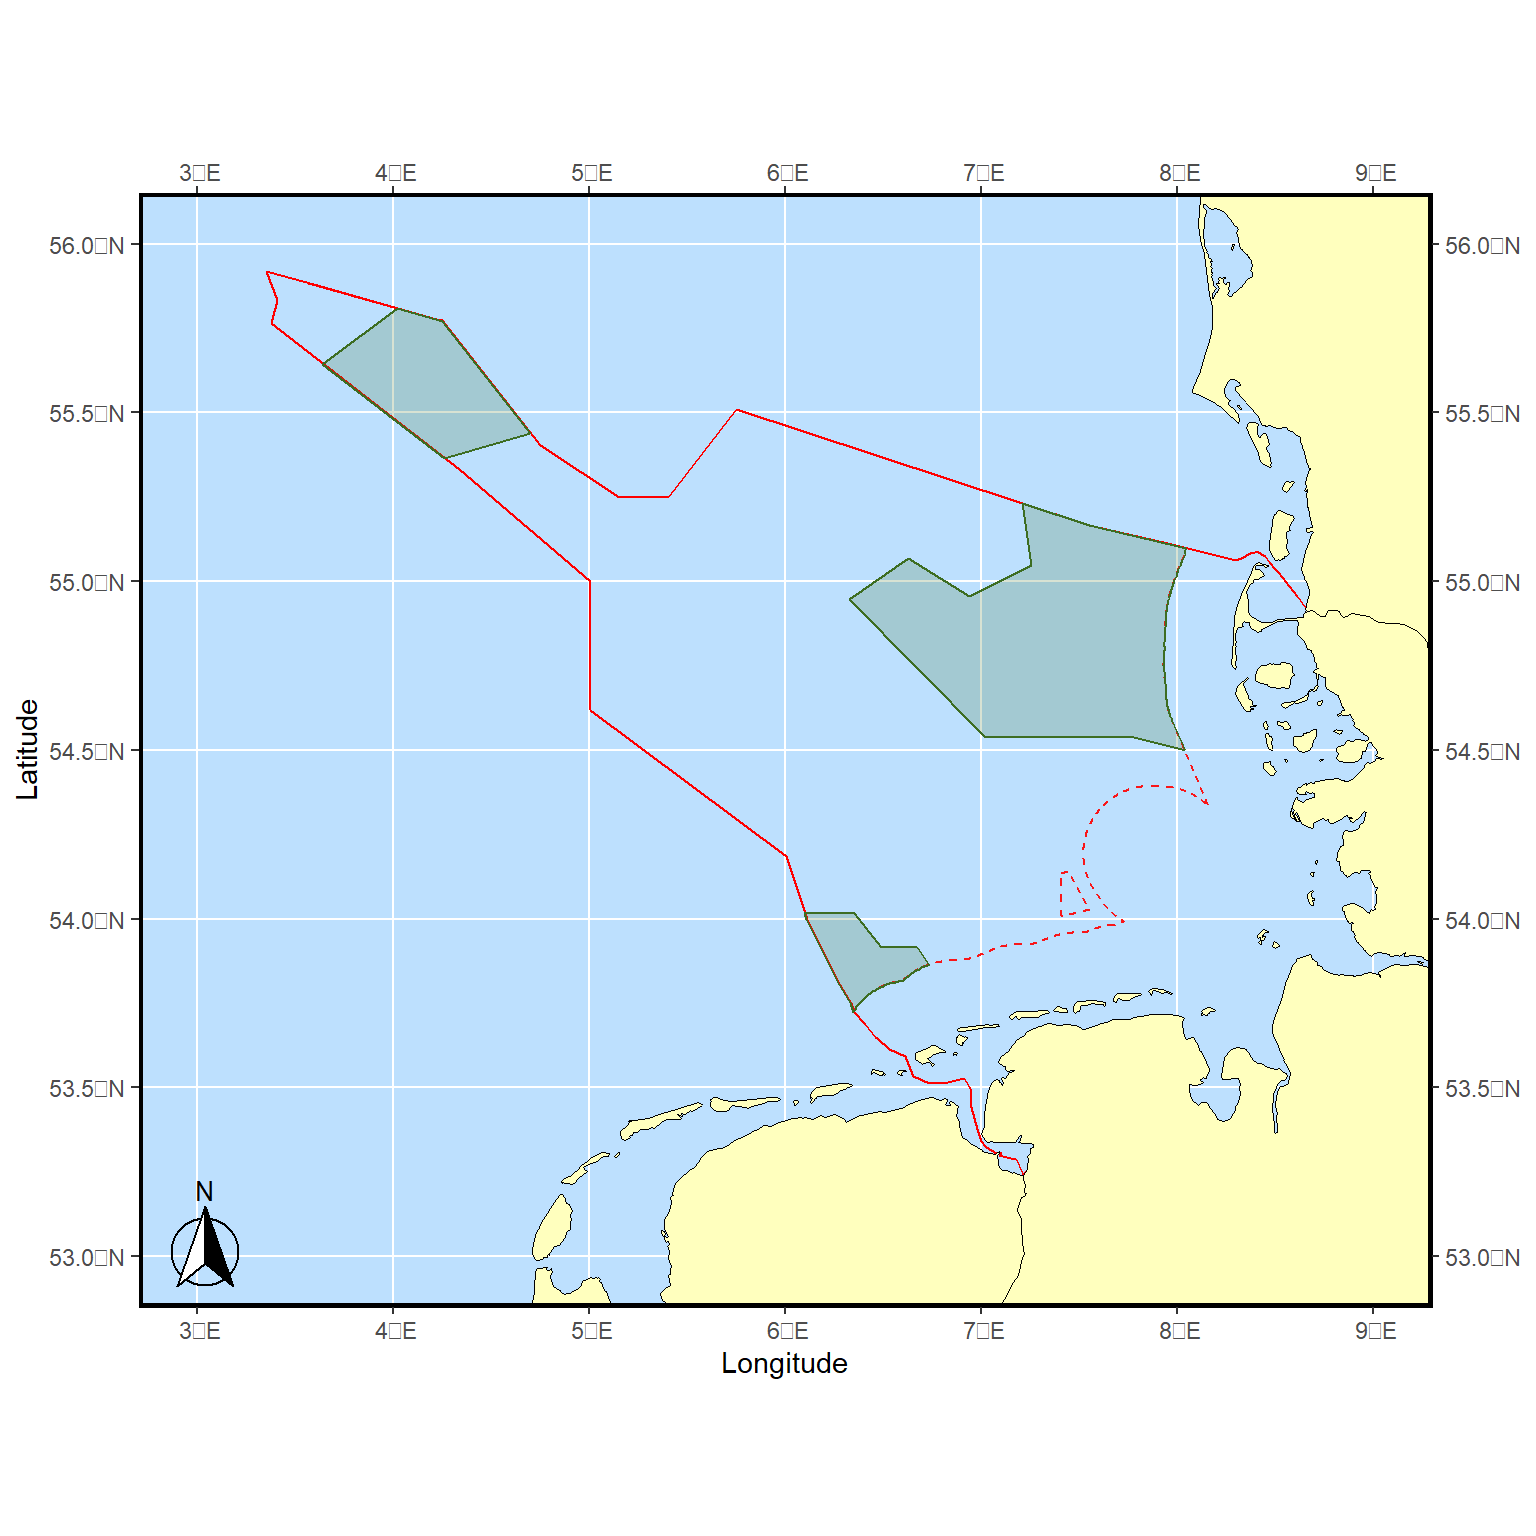 3□E 4□E 5□E 6□E 7□E 8□E 9□E
56.0□N 56.0□N
55.5□N 55.5□N
55.0□N 55.0□N
54.5□N 54.5□N
54.0□N 54.0□N
53.5□N 53.5□N
53.0□N 53.0□N
Latitude
N
3□E 4□E 5□E 6□E 7□E 8□E 9□E
Longitude